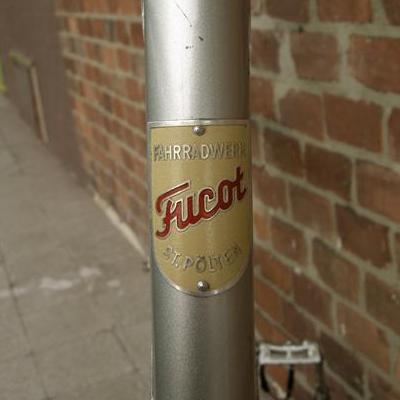 FAHRRADWERK
Fucot
ST. PÖLTEN